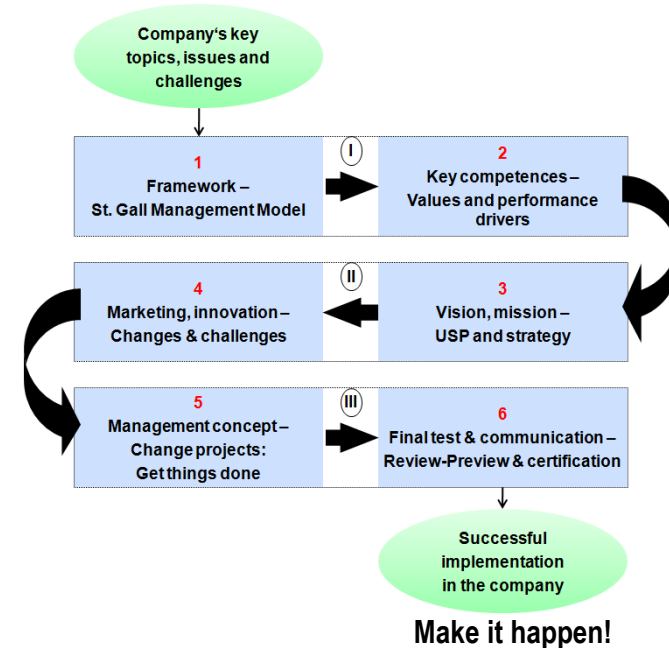 Company‘s key
topics, issues and
challenges
I
1
Framework –
St. Gall Management Model
2
Key competences –
Values and performance
drivers
II
4
Marketing, innovation –
Changes & challenges
3
Vision, mission –
USP and strategy
III
5
Management concept –
Change projects:
Get things done
6
Final test & communication –
Review-Preview & certification
Successful
implementation
in the company
Make it happen!